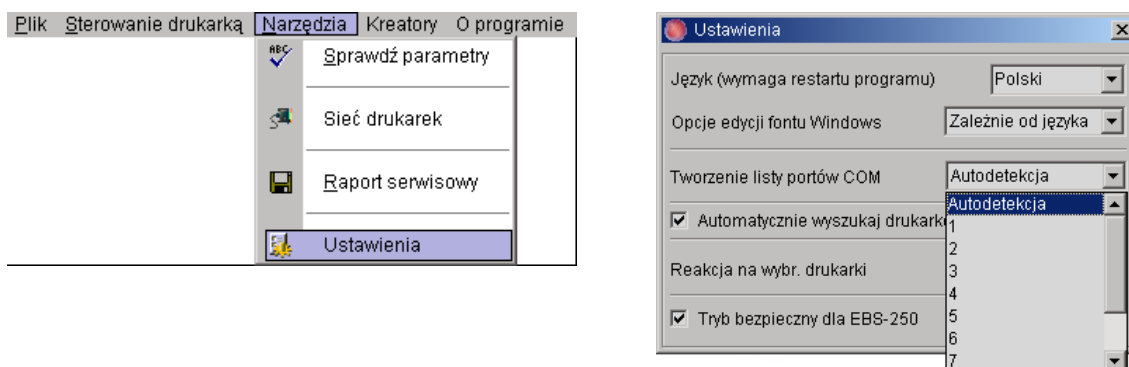 Plik Sterowanie drukarką Narzędzia Kreatory O programie
ABC
Sprawdź parametry
Sieć drukarek
Raport serwisowy
Ustawienia
Ustawienia
Język (wymaga restartu programu) Polski
Opcje edycji fontu Windows Zależnie od języka
Tworzenie listy portów COM Autodetekcja
Autodetekcja
Automatycznie wyszukaj
1
2
Reakcja na wybr. drukarki
3
4
Tryb bezpieczny dla EBS-250
5
6
7